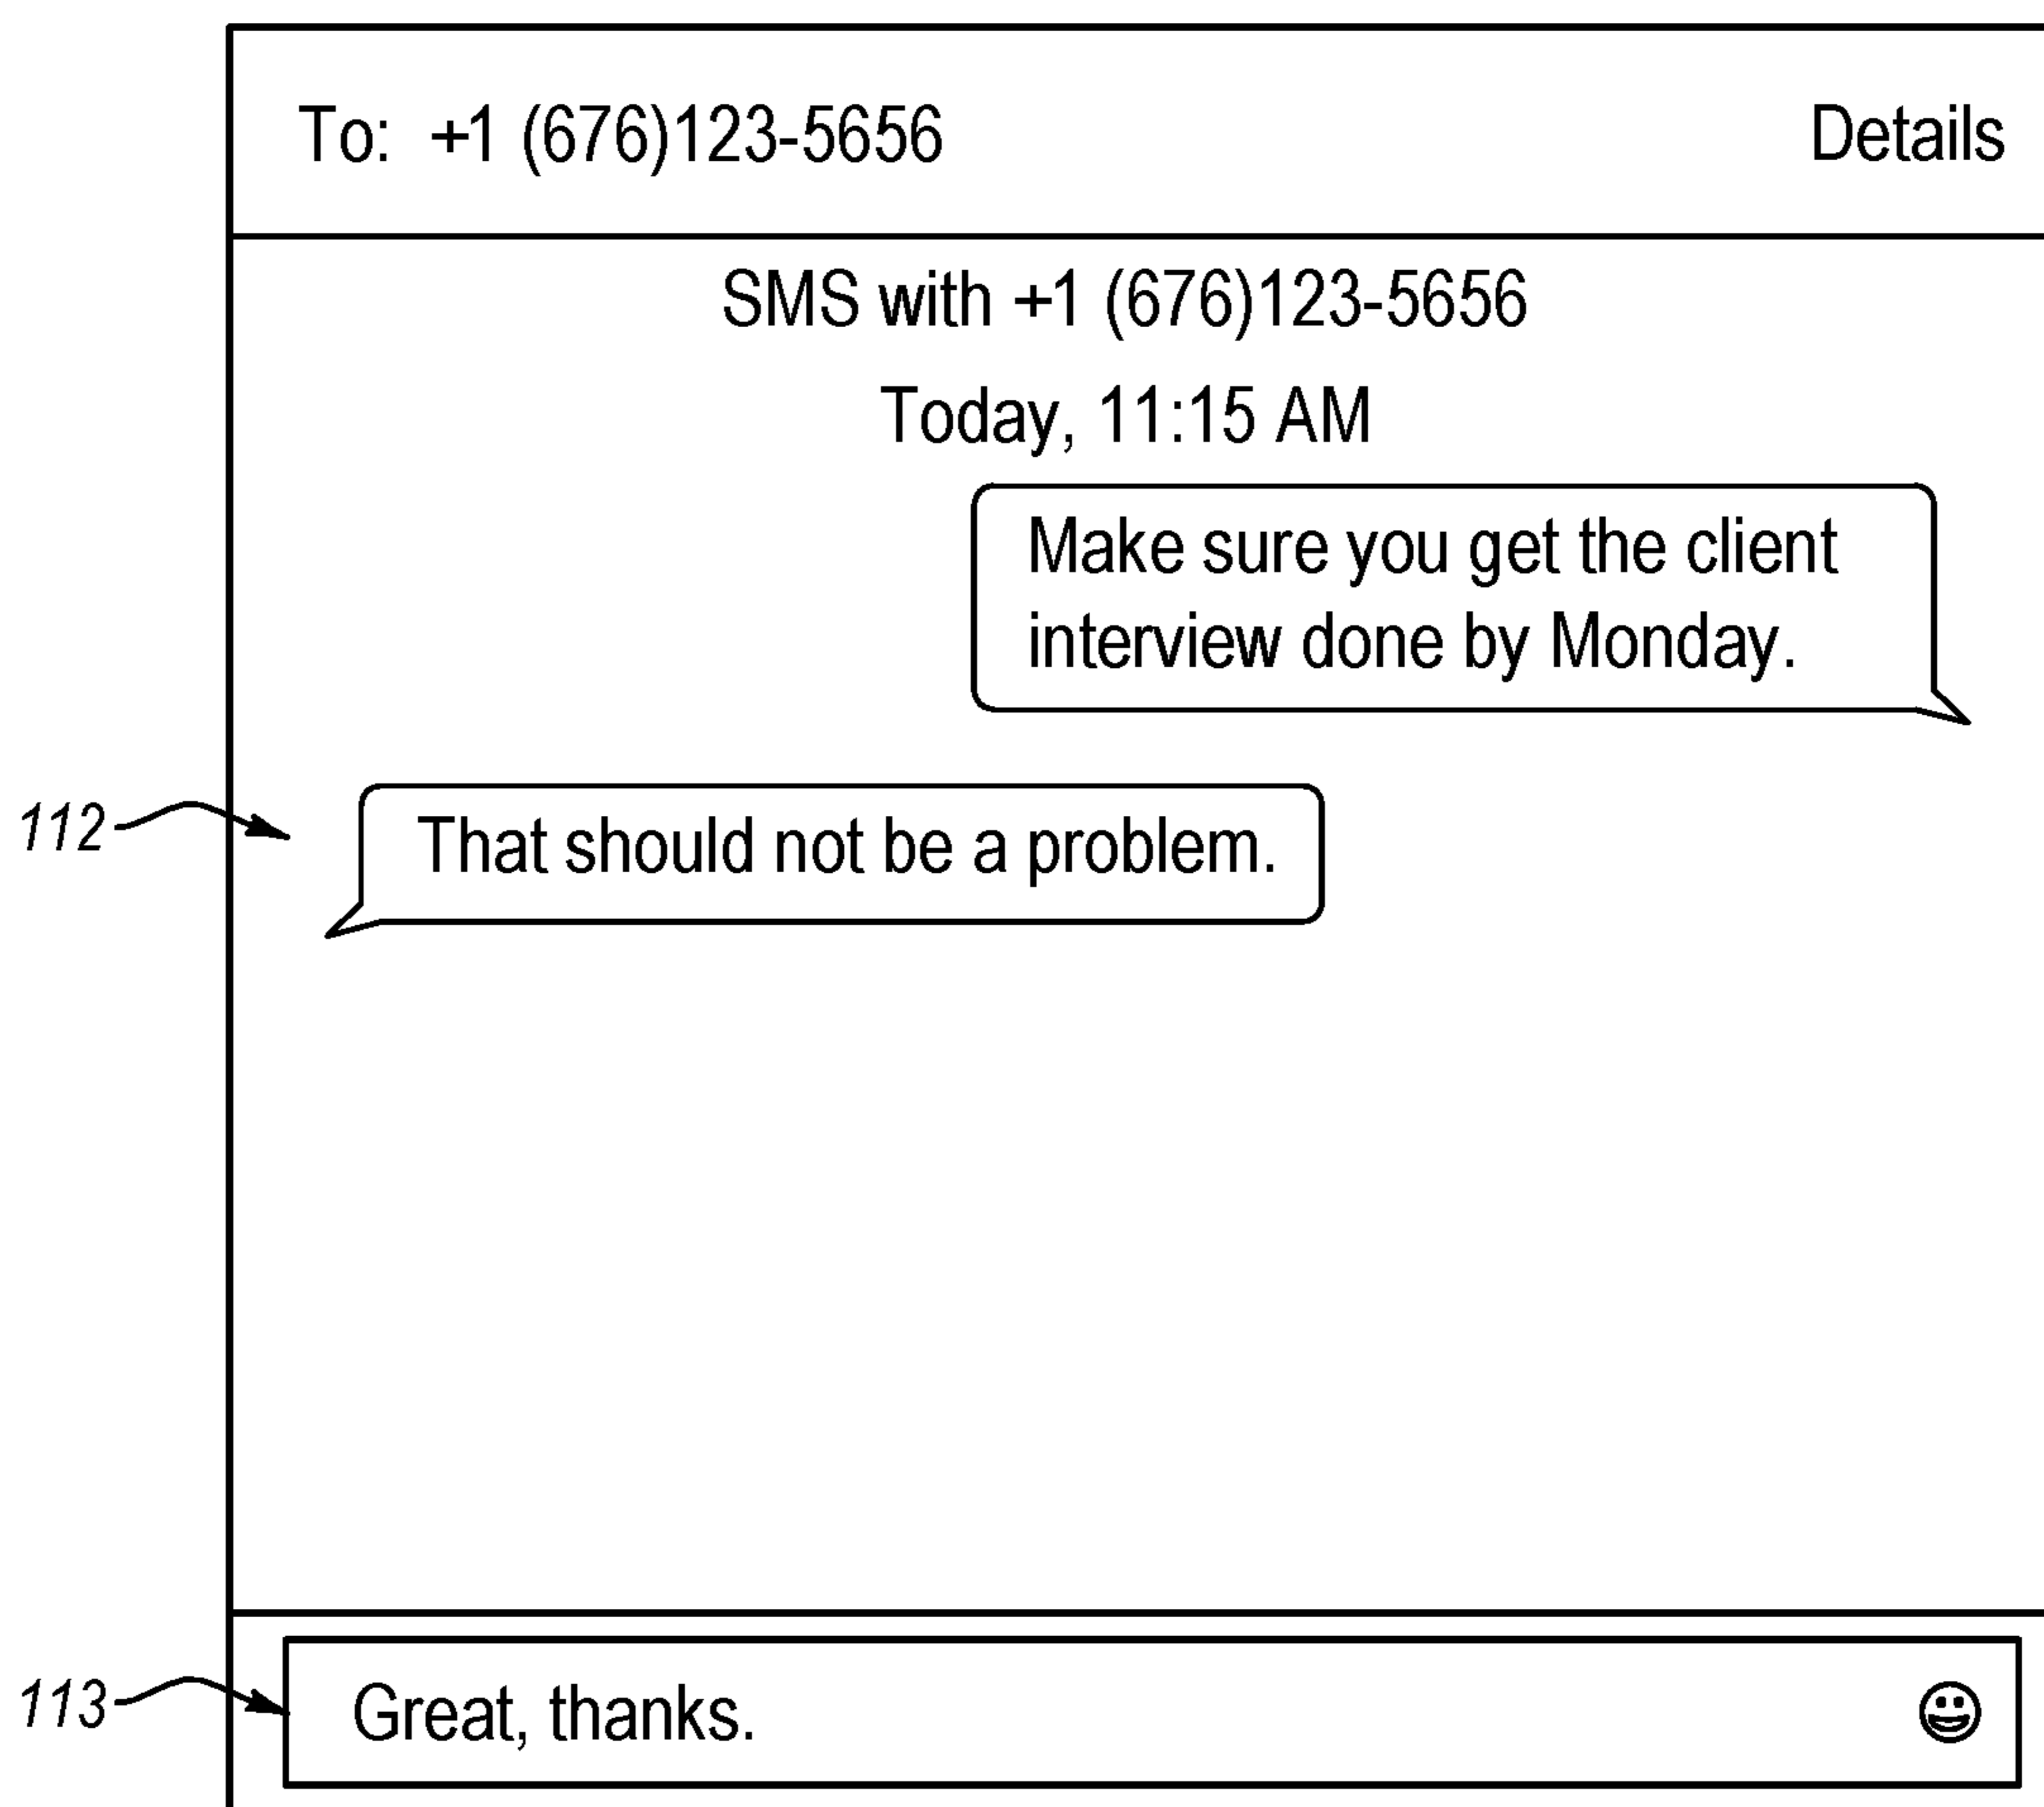 To: +1 (676)123-5656 Details
SMS with +1 (676)123-5656
Today, 11:15 AM
Make sure you get the client
interview done by Monday.
112
That should not be a problem.
113
Great, thanks.